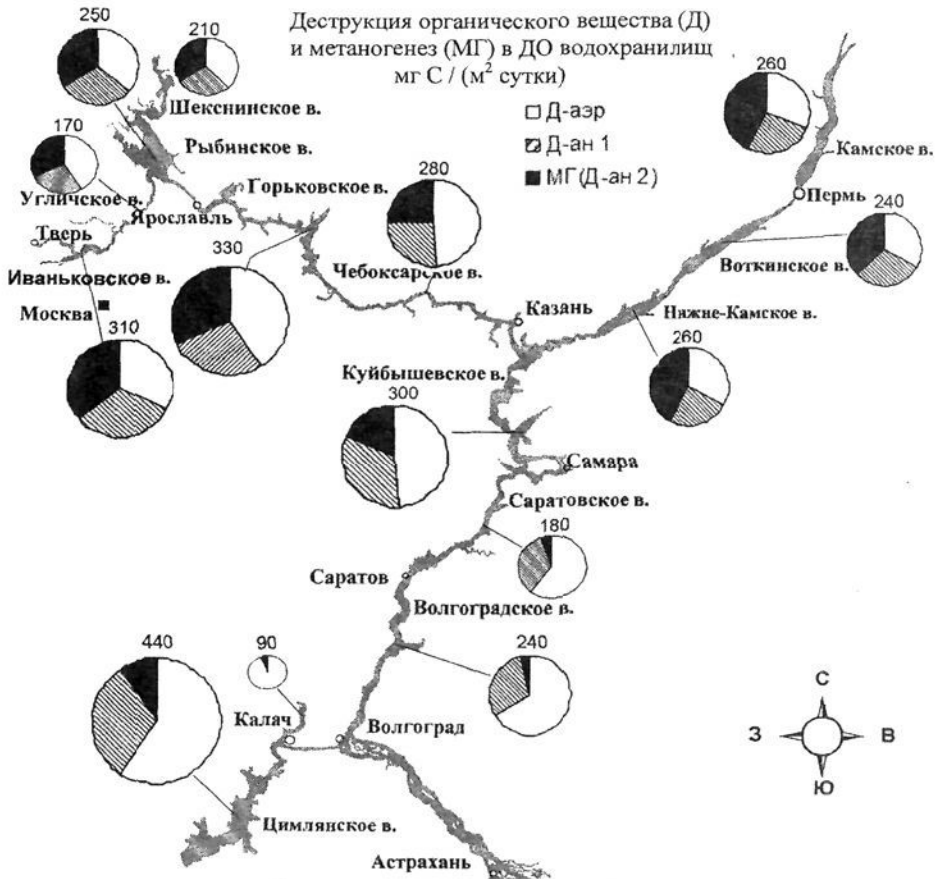 Деструкция органического вещества (Д)
и метаногенез (МГ) в ДО водохранилищ
мг С / (м² сутки)
Д-аэр
Д-ан 1
МГ(Д-ан 2)
250
210
Шекснинское в.
Рыбинское в.
170
Угличское в.
Ярославль
Горьковское в.
280
260
Камское в.
Пермь
Тверь
330
Чебоксарское в.
240
Воткинское в.
Иваньковское в.
Москва
310
Казань
Нижне-Камское в.
260
Куйбышевское в.
300
Самара
Саратовское в.
180
Саратов
Волгоградское в.
440
90
240
Калач
Волгоград
С
З
В
Ю
Цимлянское в.
Астрахань